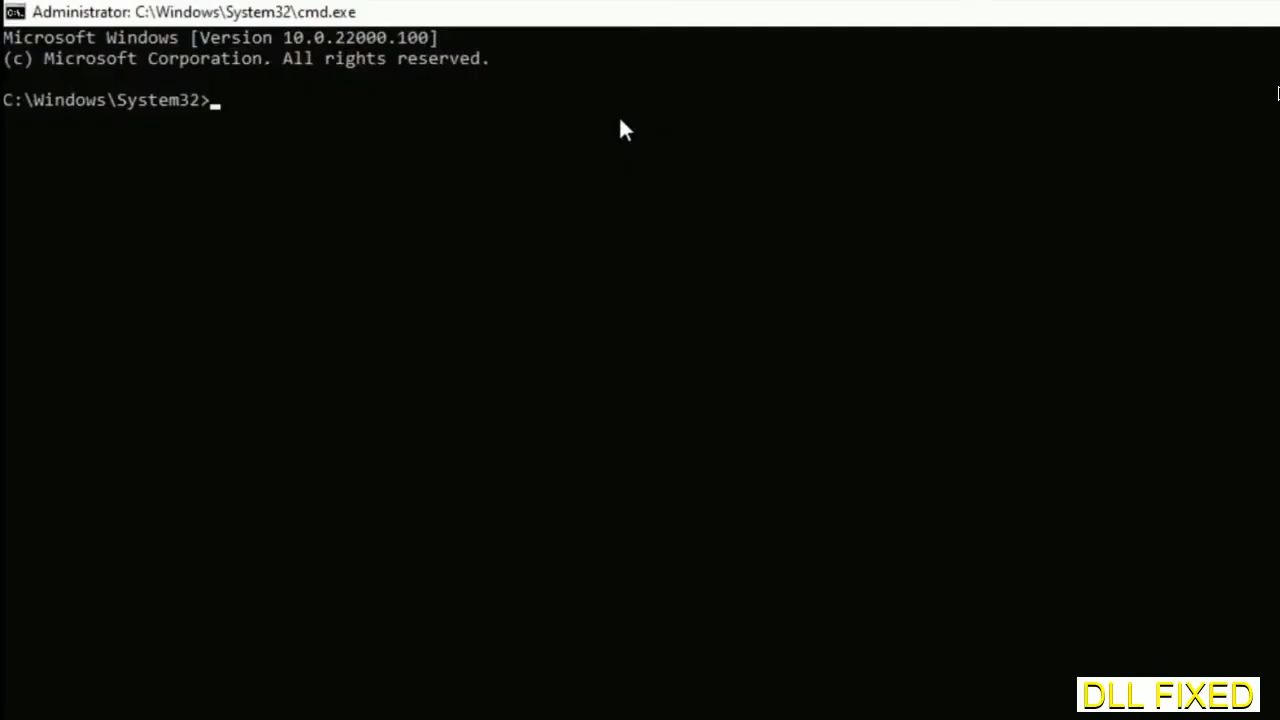 Administrator: C:\Windows\System32\cmd.exe
Microsoft Windows [Version 10.0.22000.100]
(c) Microsoft Corporation. All rights reserved.
C:\Windows\System32>
DLL FIXED